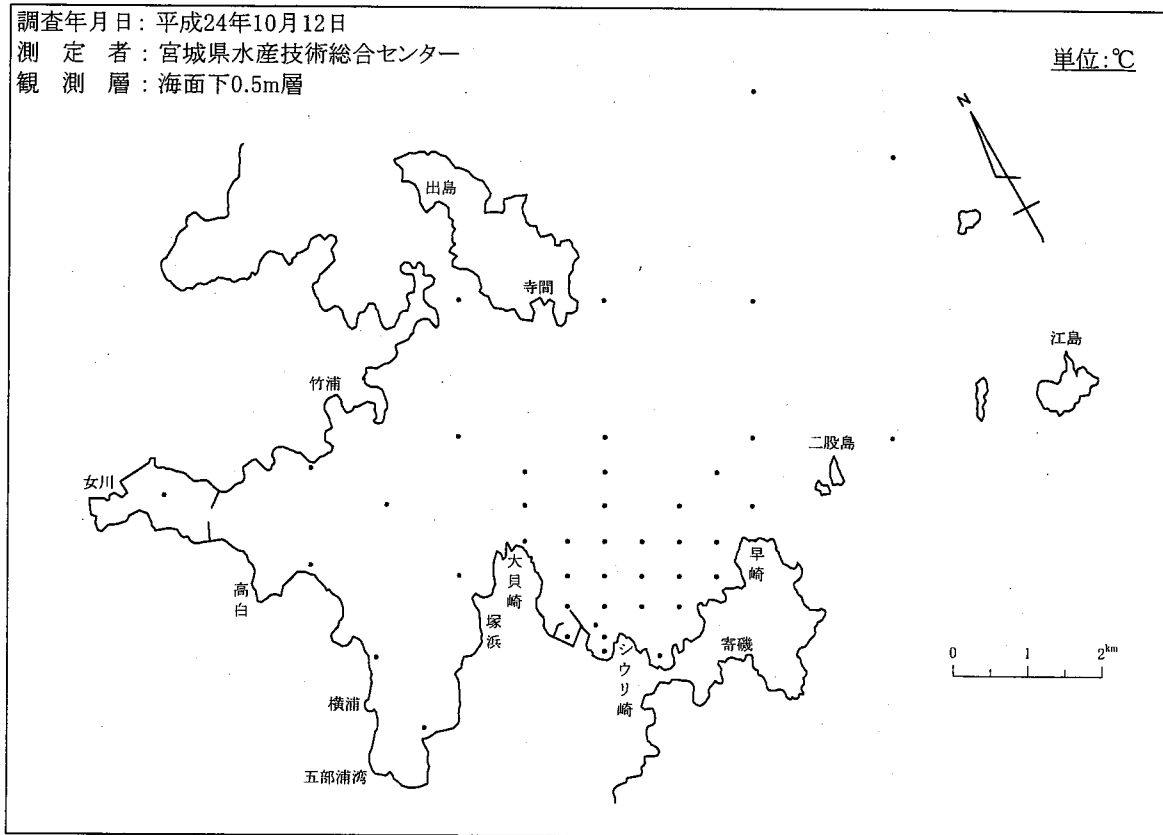 調査年月日：平成24年10月12日
測　定　者：宮城県水産技術総合センター
観　測　層：海面下0.5m層
単位：℃
N
出島
寺間
江島
竹浦
二股島
女川
早崎
大貝崎
高白
塚浜
寄磯
シウリ崎
0 1 2km
横浦
五部浦湾